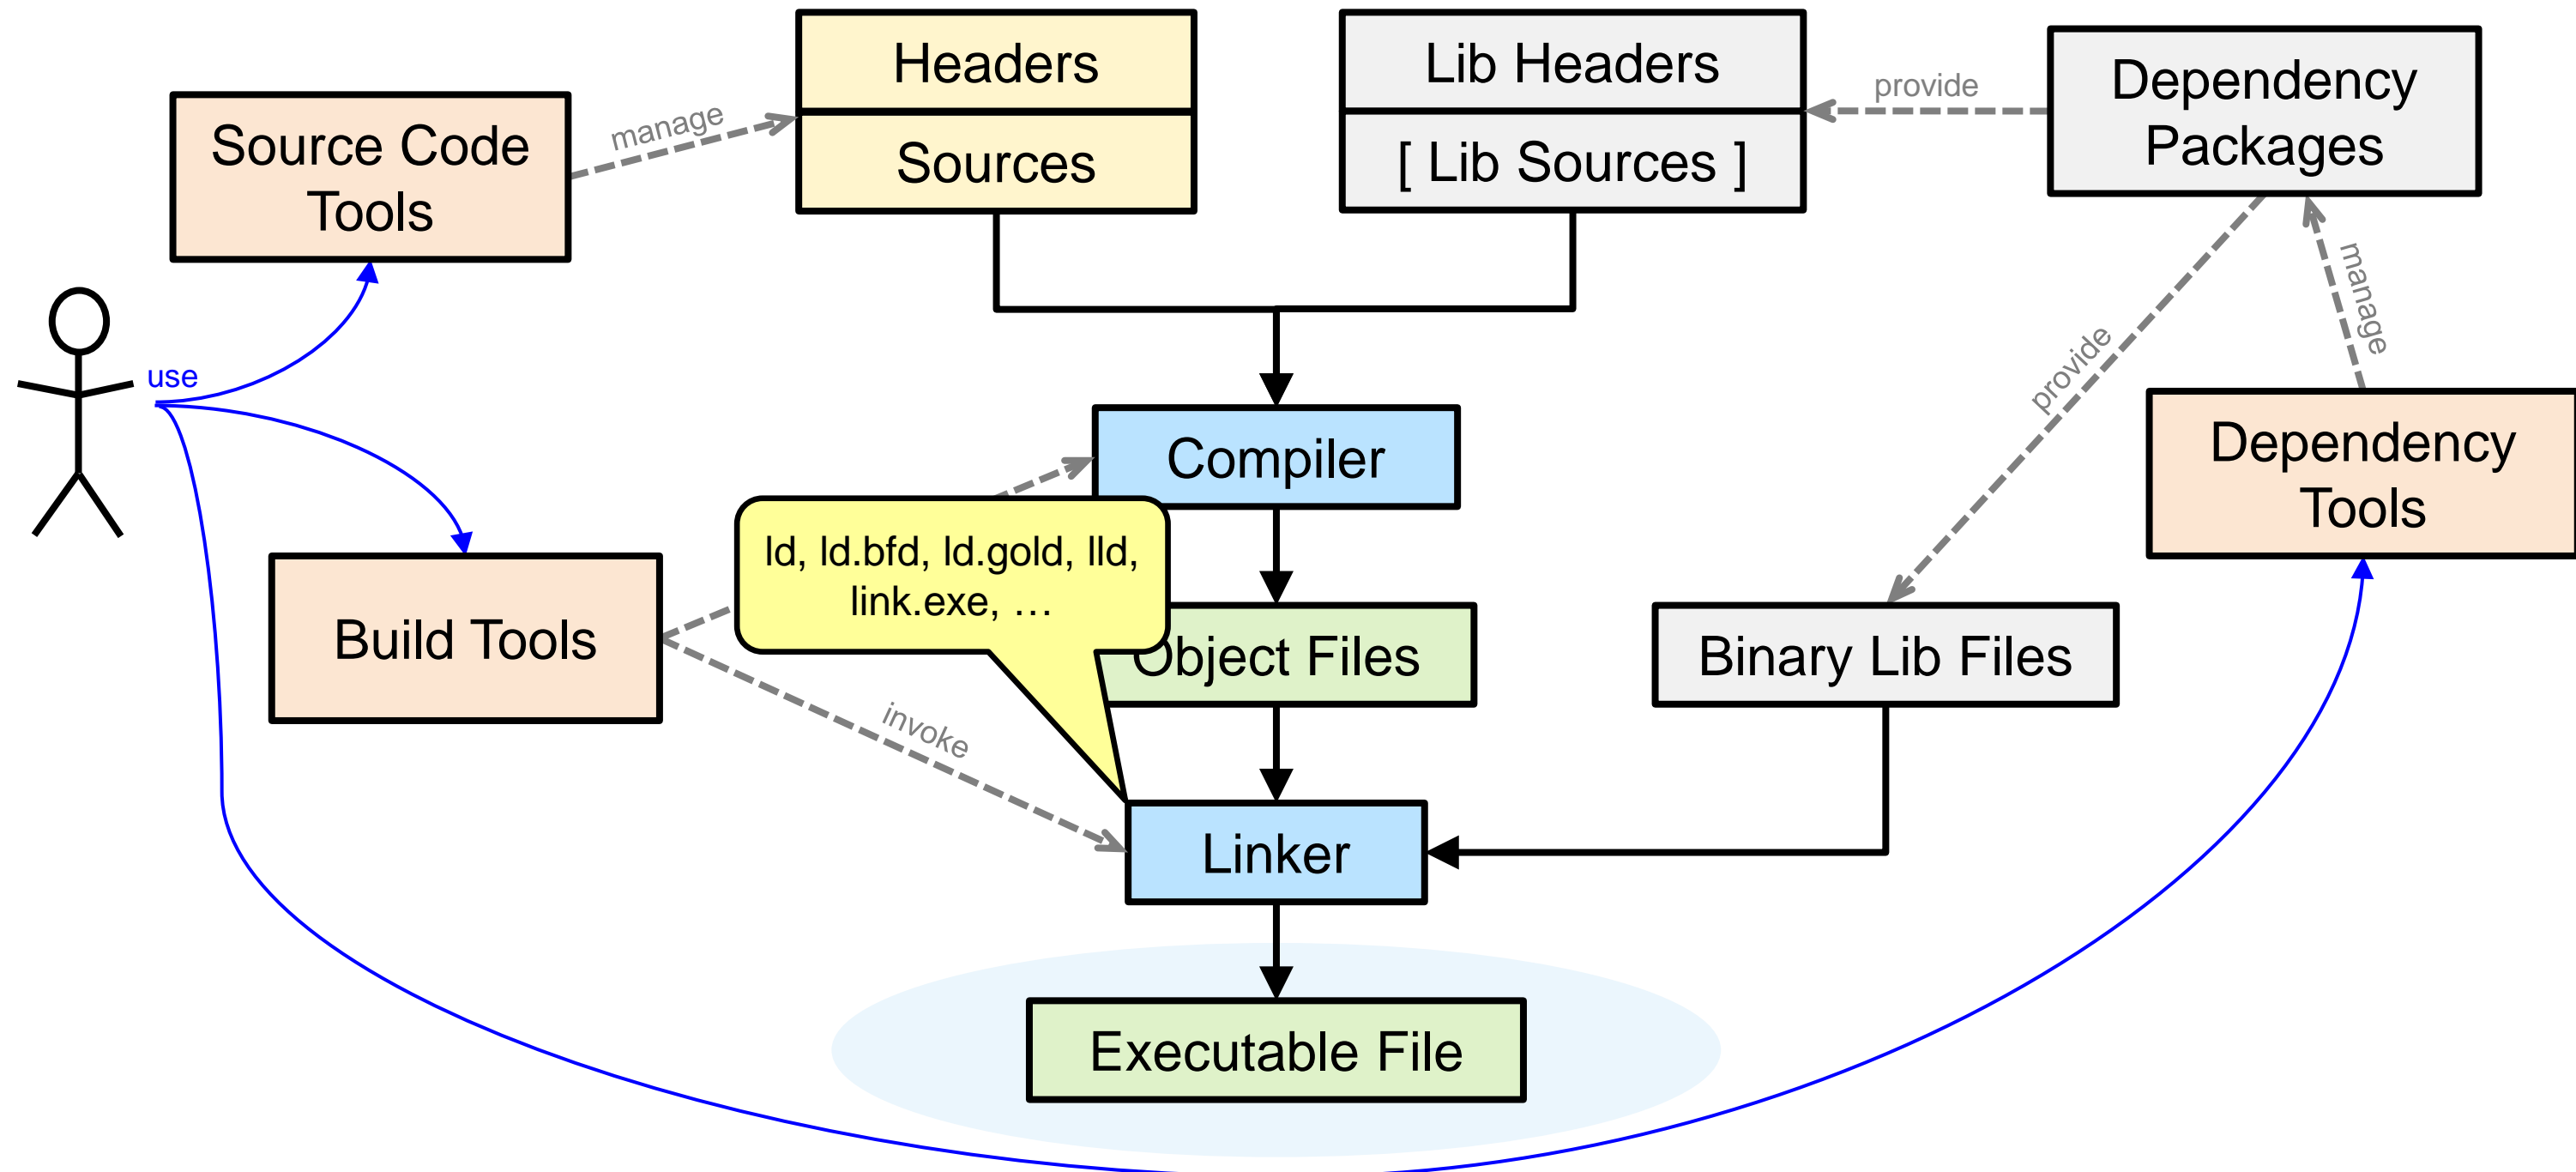 Headers
Sources
Lib Headers
[ Lib Sources ]
provide
Dependency
Packages
Source Code
Tools
manage
manage
use
provide
Compiler
Dependency
Tools
ld, ld.bfd, ld.gold, lld,
link.exe, …
Build Tools
Object Files
Binary Lib Files
invoke
Linker
Executable File